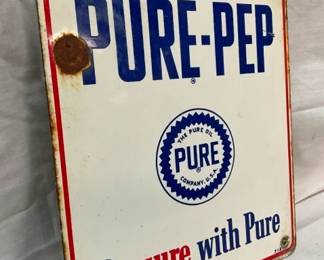 PURE-PEP
®
THE PURE OIL
PURE
®
COMPANY, U.S.A.
with Pure